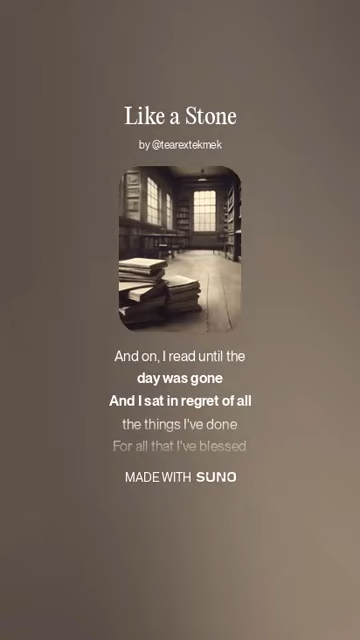 Like a Stone
by @tearextekmek
And on, I read until the
day was gone
And I sat in regret of all
the things I've done
For all that I've blessed
MADE WITH SUNO